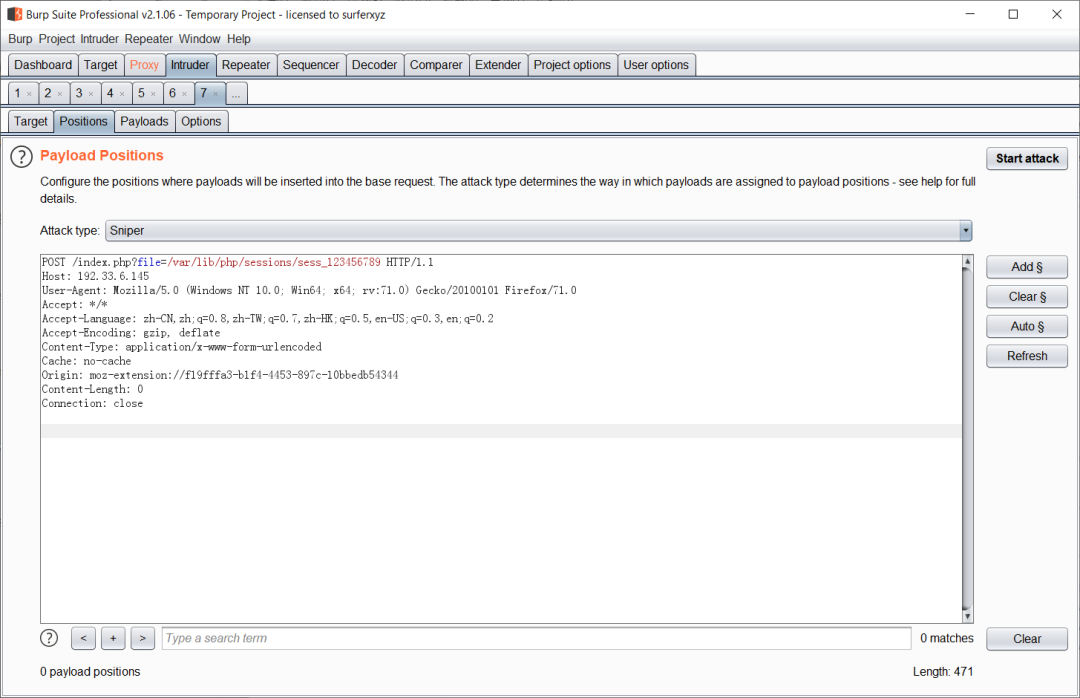 Burp Suite Professional v2.1.06 - Temporary Project - licensed to surferxyz
Burp Project Intruder Repeater Window Help
Dashboard Target Proxy Intruder Repeater Sequencer Decoder Comparer Extender Project options User options
1 × 2 × 3 × 4 × 5 × 6 × 7 × ...
Target Positions Payloads Options
? Payload Positions
Start attack
Configure the positions where payloads will be inserted into the base request. The attack type determines the way in which payloads are assigned to payload positions - see help for full
details.
Attack type: Sniper
POST /index.php?file=/var/lib/php/sessions/sess_123456789 HTTP/1.1
Host: 192.33.6.145
User-Agent: Mozilla/5.0 (Windows NT 10.0; Win64; x64; rv:71.0) Gecko/20100101 Firefox/71.0
Accept: */*
Accept-Language: zh-CN,zh;q=0.8,zh-TW;q=0.7,zh-HK;q=0.5,en-US;q=0.3,en;q=0.2
Accept-Encoding: gzip, deflate
Content-Type: application/x-www-form-urlencoded
Cache: no-cache
Origin: moz-extension://f19fffa3-b1f4-4453-897c-10bbedb54344
Content-Length: 0
Connection: close
Add §
Clear §
Auto §
Refresh
? < + > Type a search term 0 matches Clear
0 payload positions Length: 471